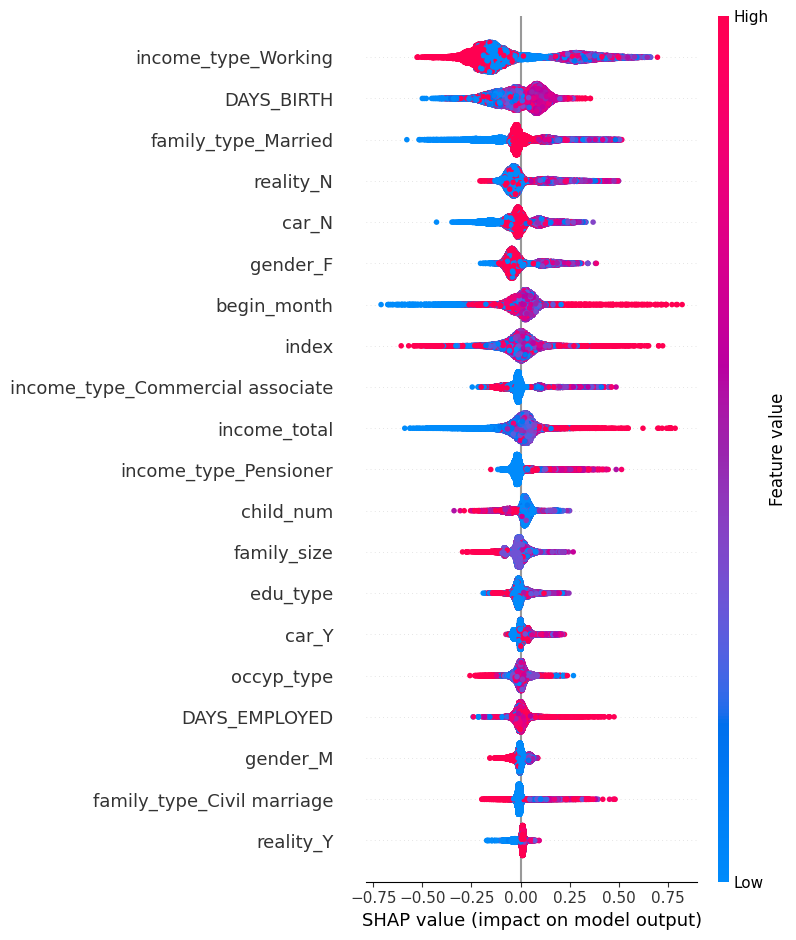 High
income_type_Working
DAYS_BIRTH
family_type_Married
reality_N
car_N
gender_F
begin_month
index
income_type_Commercial associate
income_total
income_type_Pensioner
child_num
family_size
edu_type
car_Y
occyp_type
DAYS_EMPLOYED
gender_M
family_type_Civil marriage
reality_Y
Feature value
Low
−0.75 −0.50 −0.25 0.00 0.25 0.50 0.75
SHAP value (impact on model output)